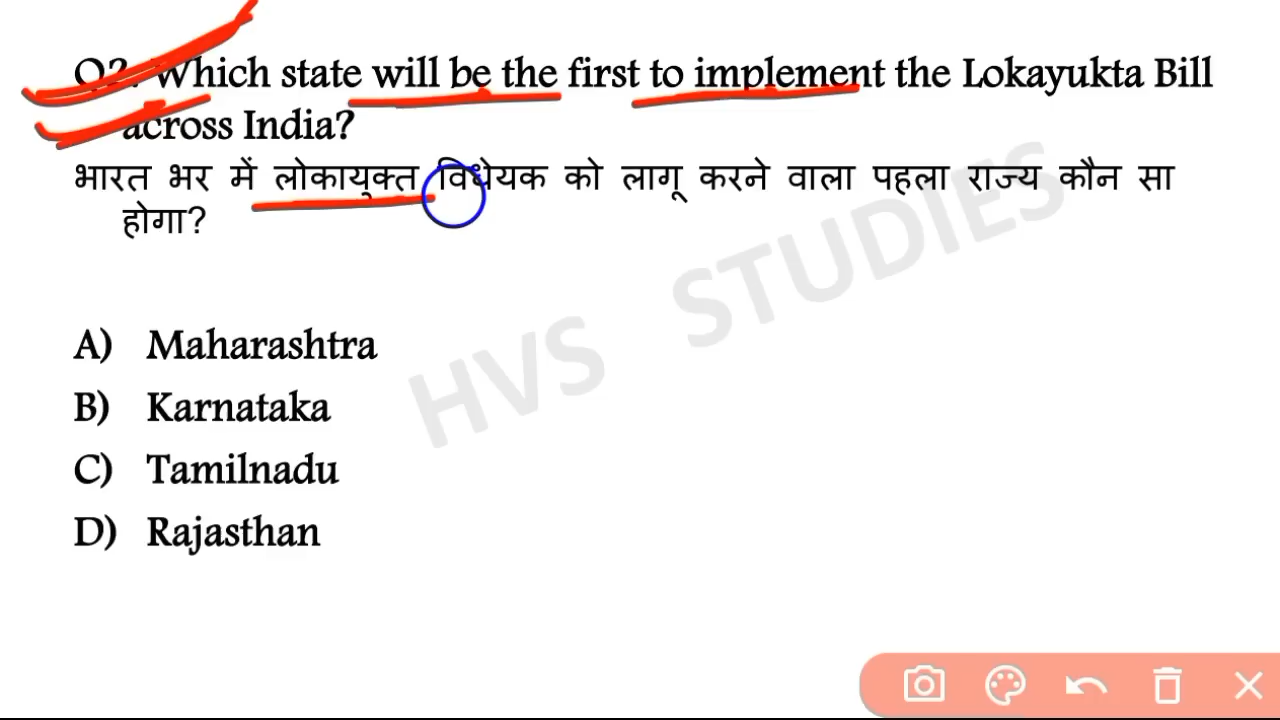 Q2. Which state will be the first to implement the Lokayukta Bill
across India?
भारत भर में लोकायुक्त विधेयक को लागू करने वाला पहला राज्य कौन सा
होगा?
HVS STUDIES
A) Maharashtra
B) Karnataka
C) Tamilnadu
D) Rajasthan